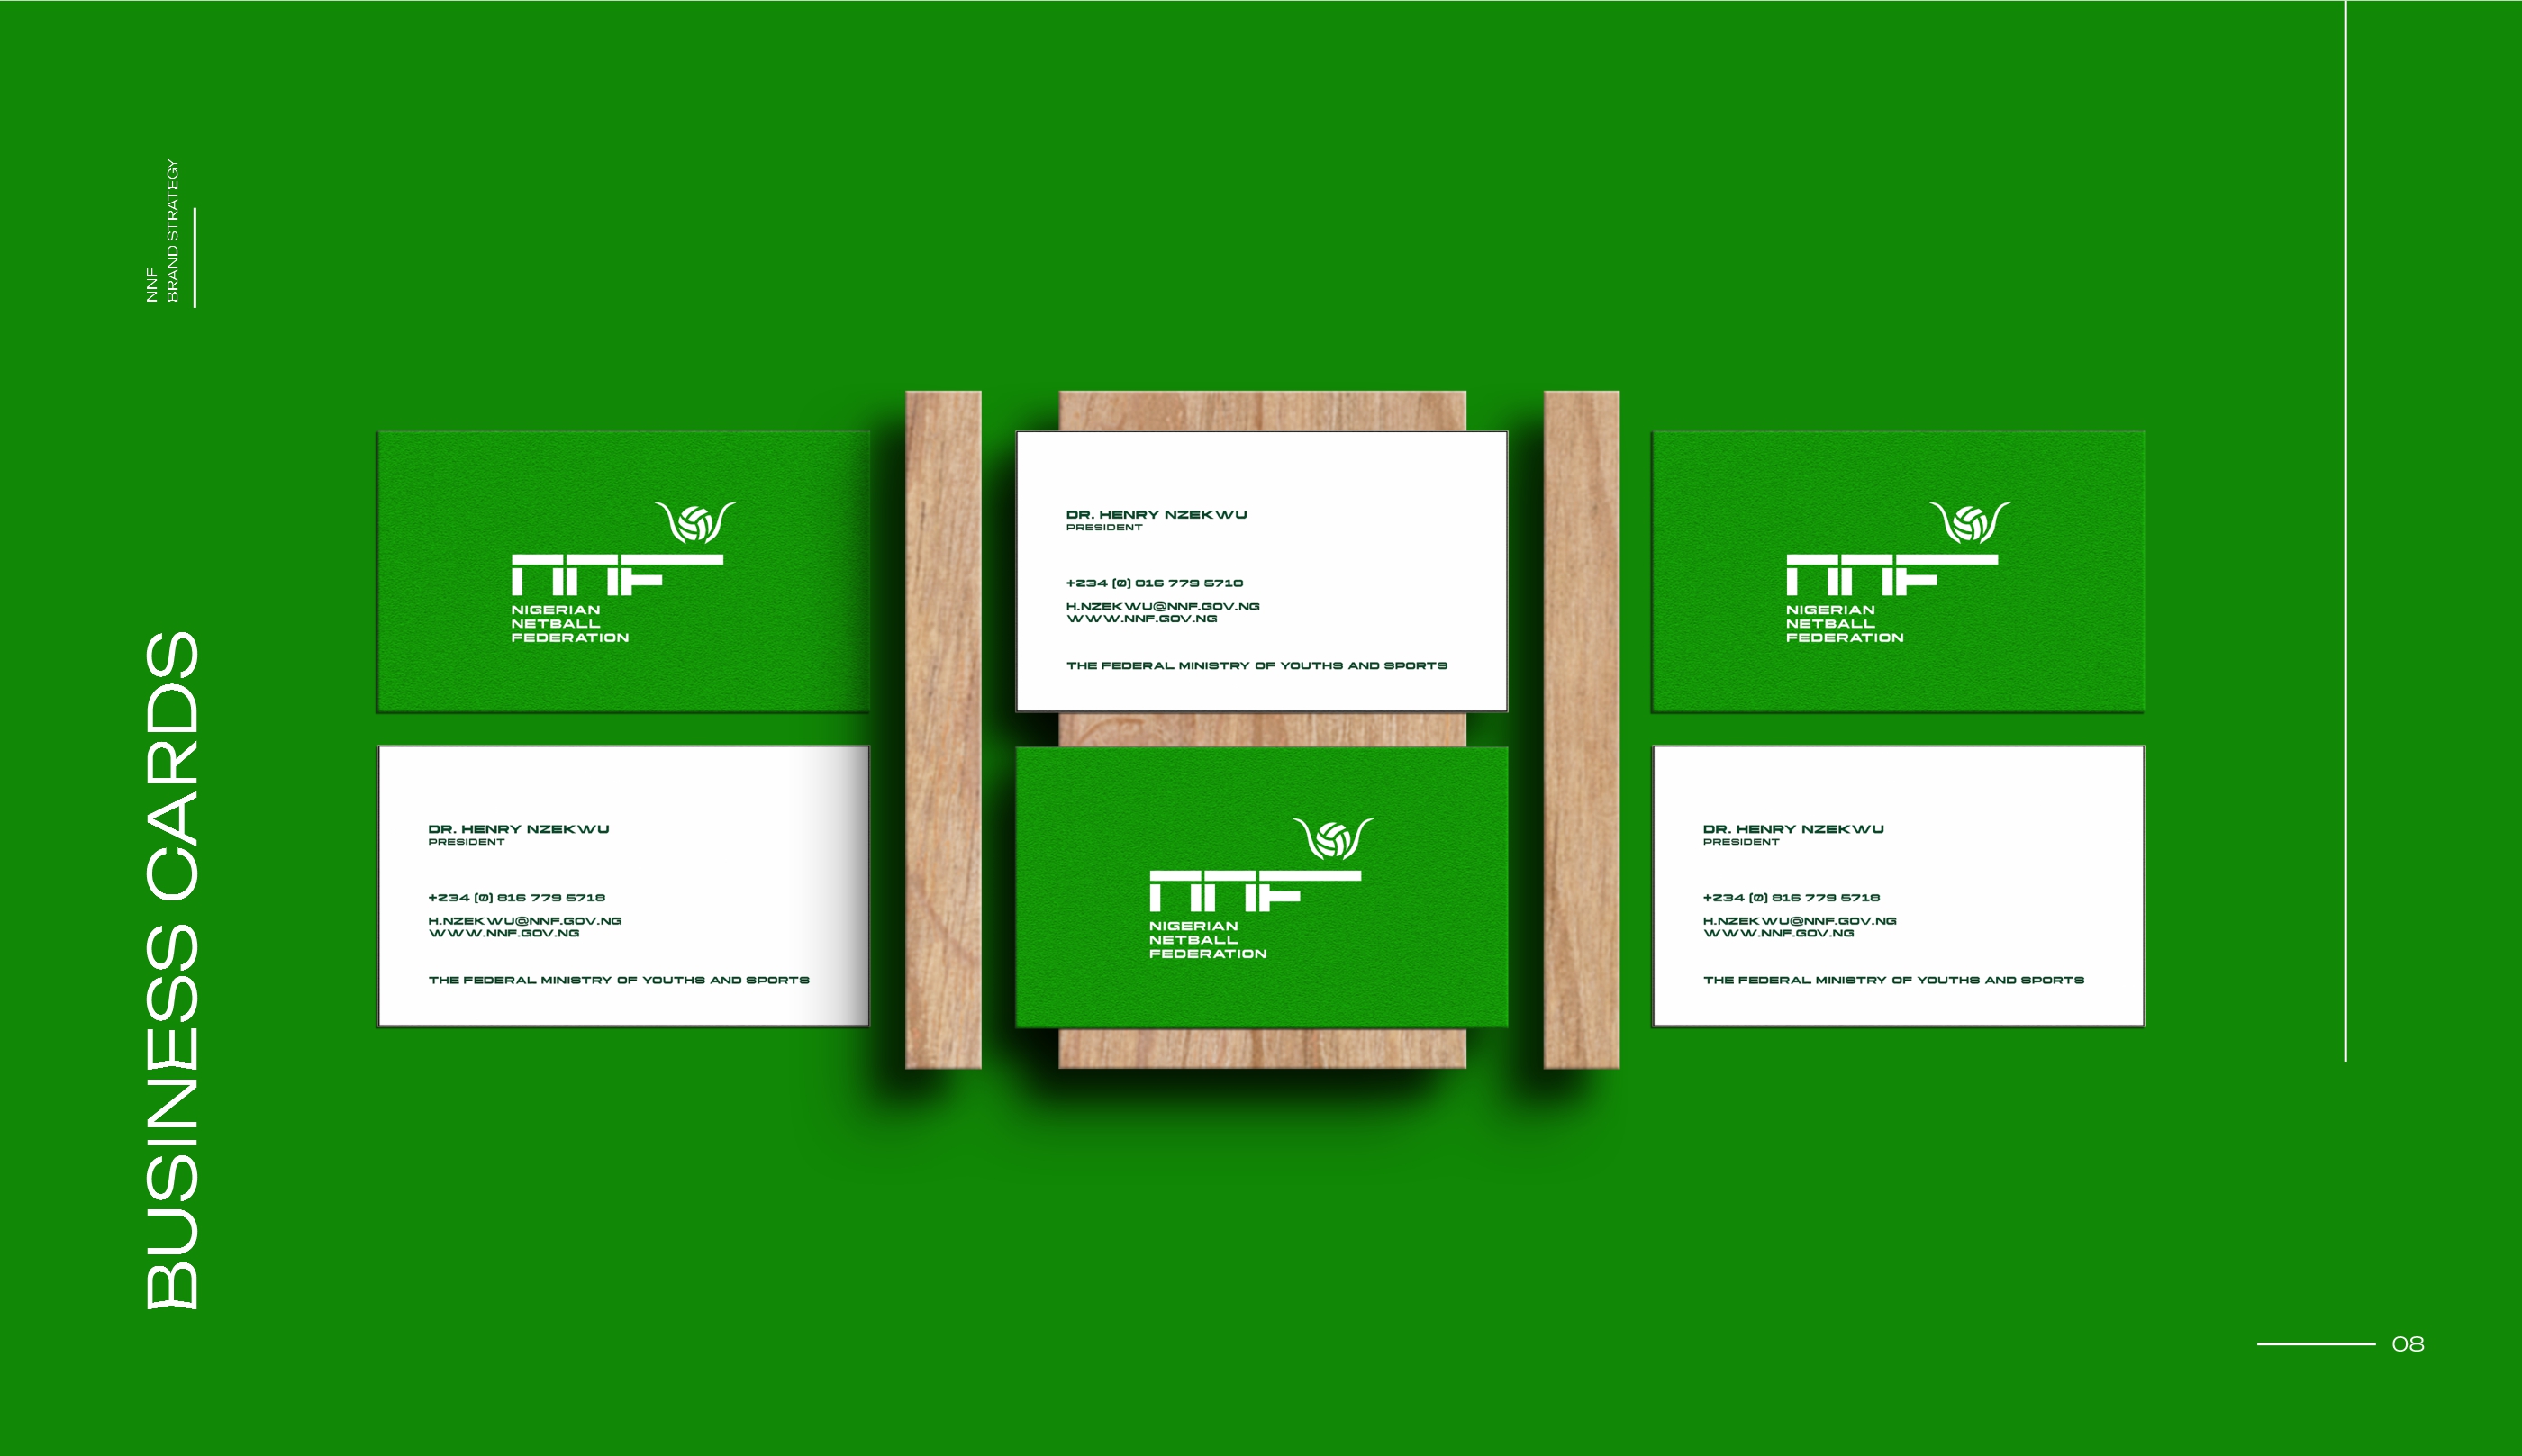 NNF
BRAND STRATEGY
BUSINESS CARDS
NNF
NIGERIAN
NETBALL
FEDERATION
DR. HENRY NZEKWU
PRESIDENT
+234 (0) 816 779 5718
H.NZEKWU@NNF.GOV.NG
WWW.NNF.GOV.NG
THE FEDERAL MINISTRY OF YOUTHS AND SPORTS
NNF
NIGERIAN
NETBALL
FEDERATION
DR. HENRY NZEKWU
PRESIDENT
+234 (0) 816 779 5718
H.NZEKWU@NNF.GOV.NG
WWW.NNF.GOV.NG
THE FEDERAL MINISTRY OF YOUTHS AND SPORTS
NNF
NIGERIAN
NETBALL
FEDERATION
DR. HENRY NZEKWU
PRESIDENT
+234 (0) 816 779 5718
H.NZEKWU@NNF.GOV.NG
WWW.NNF.GOV.NG
THE FEDERAL MINISTRY OF YOUTHS AND SPORTS
08